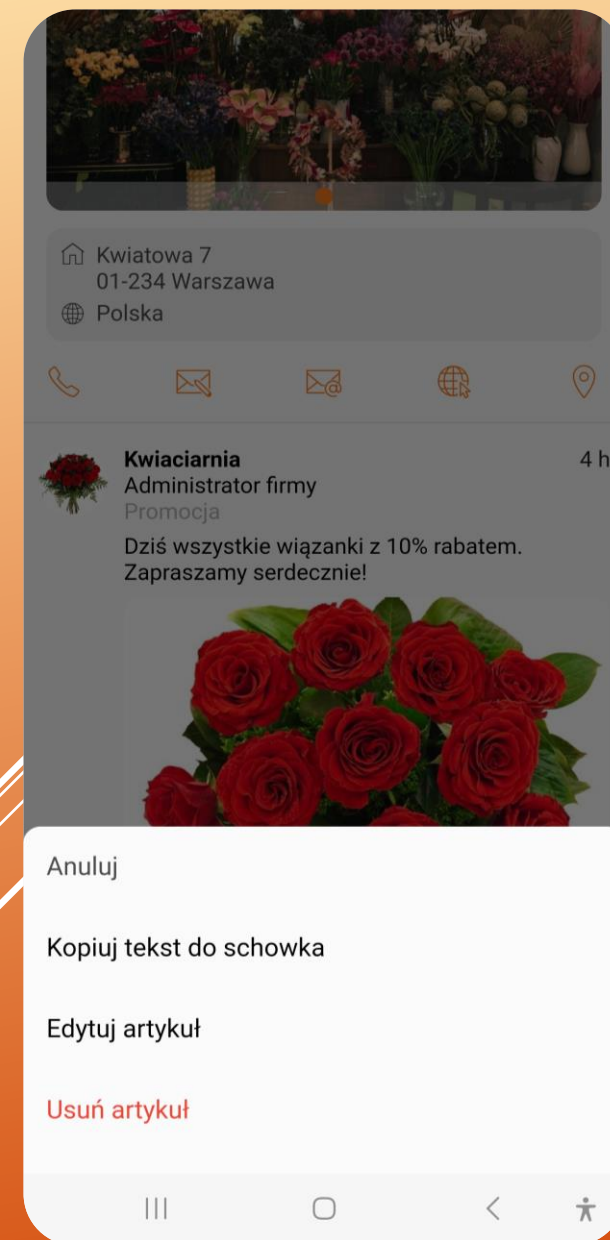 Kwiatowa 7
01-234 Warszawa
Polska
Kwiaciarnia
4 h
Administrator firmy
Promocja
Dziś wszystkie wiązanki z 10% rabatem.
Zapraszamy serdecznie!
Anuluj
Kopiuj tekst do schowka
Edytuj artykuł
Usuń artykuł